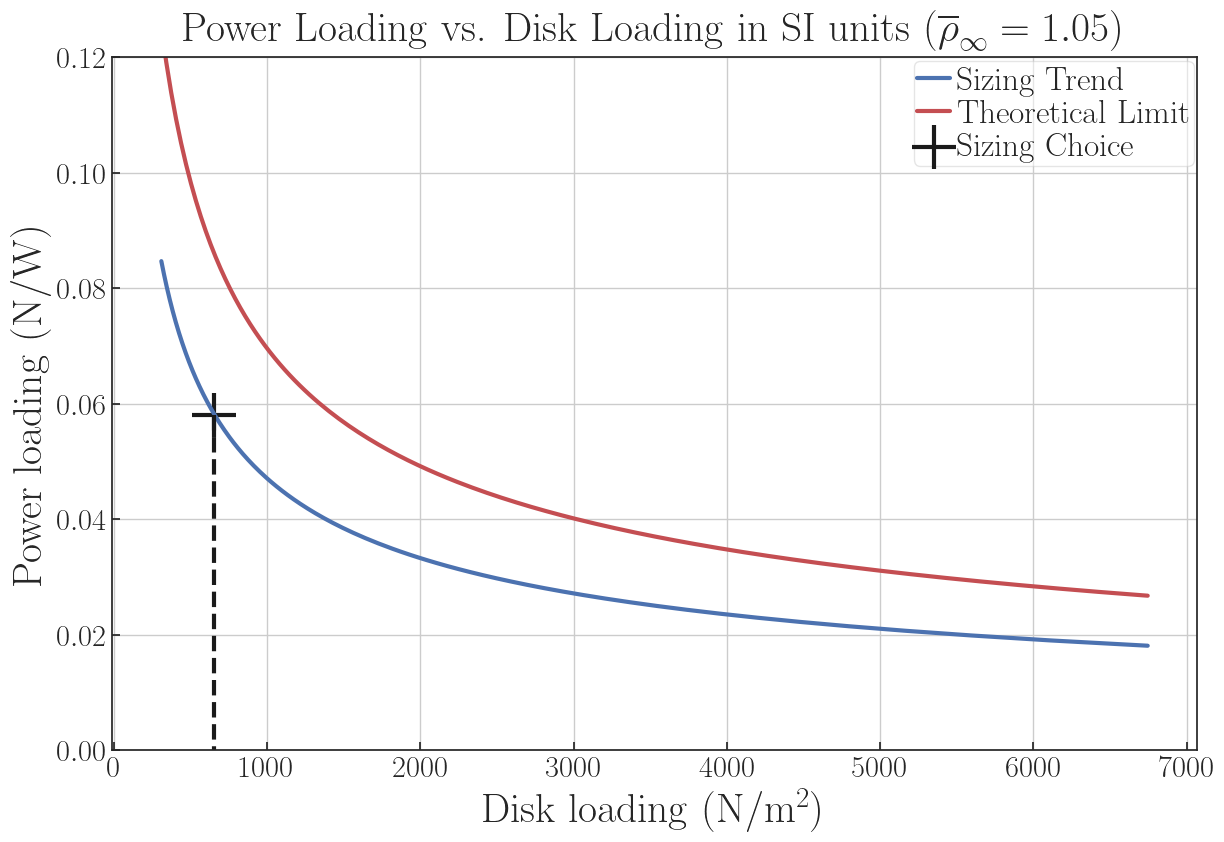 Power Loading vs. Disk Loading in SI units (ρ̅∞ = 1.05)
Sizing Trend
Theoretical Limit
Sizing Choice
Power loading (N/W)
0.12
0.10
0.08
0.06
0.04
0.02
0.00
0 1000 2000 3000 4000 5000 6000 7000
Disk loading (N/m²)